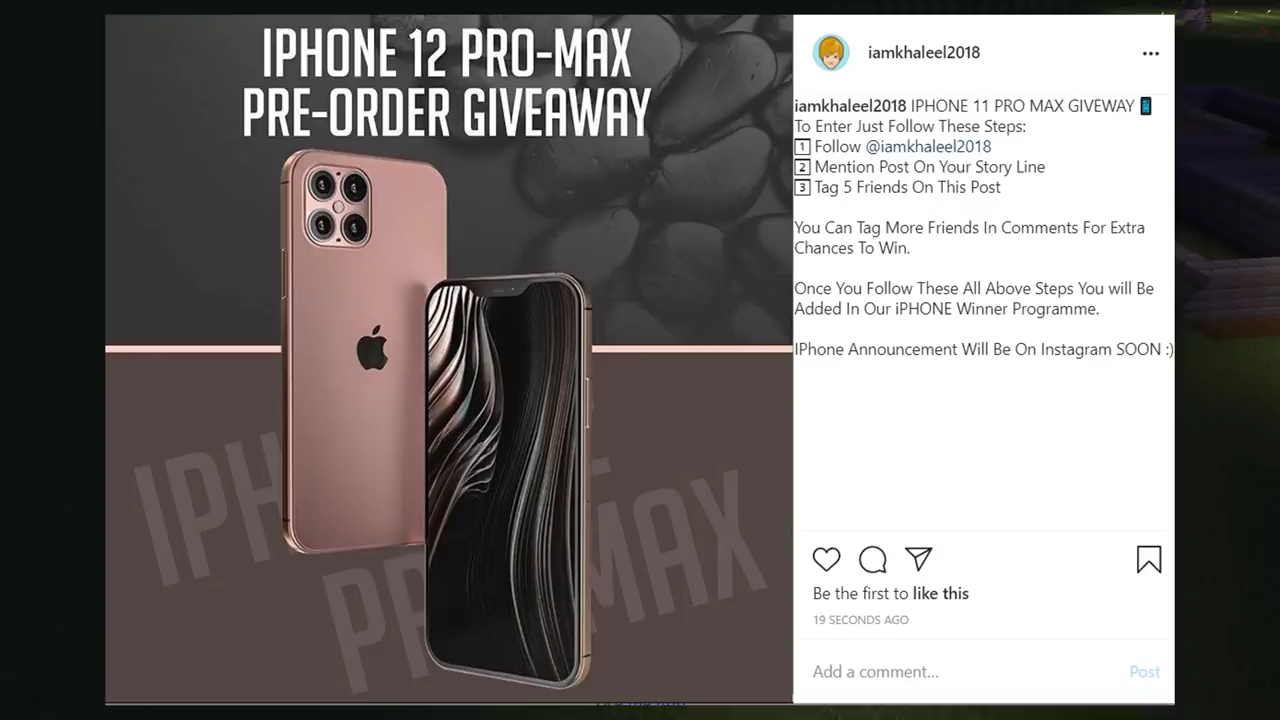 IPHONE 12 PRO-MAX
PRE-ORDER GIVEAWAY
iamkhaleel2018
iamkhaleel2018 IPHONE 11 PRO MAX GIVEWAY
To Enter Just Follow These Steps:
1 Follow @iamkhaleel2018
2 Mention Post On Your Story Line
3 Tag 5 Friends On This Post
You Can Tag More Friends In Comments For Extra
Chances To Win.
Once You Follow These All Above Steps You will Be
Added In Our iPHONE Winner Programme.
IPhone Announcement Will Be On Instagram SOON :)
Be the first to like this
19 SECONDS AGO
Add a comment... Post